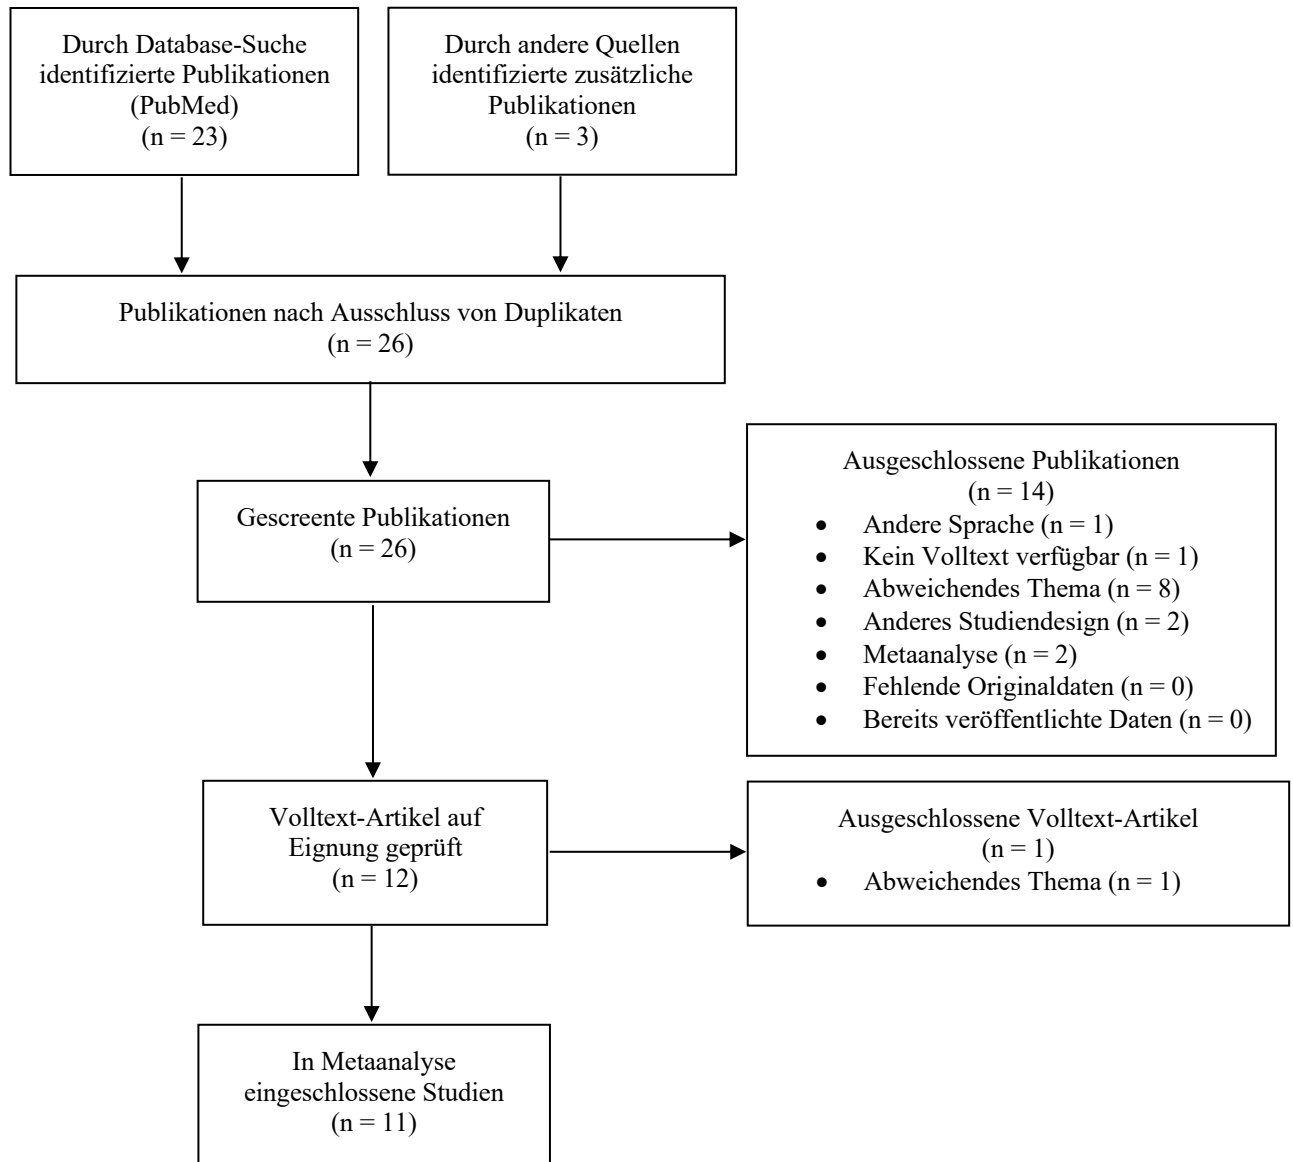 Durch Database-Suche
identifizierte Publikationen
(PubMed)
(n = 23)
Durch andere Quellen
identifizierte zusätzliche
Publikationen
(n = 3)
Publikationen nach Ausschluss von Duplikaten
(n = 26)
Gescreente Publikationen
(n = 26)
Ausgeschlossene Publikationen
(n = 14)
• Andere Sprache (n = 1)
• Kein Volltext verfügbar (n = 1)
• Abweichendes Thema (n = 8)
• Anderes Studiendesign (n = 2)
• Metaanalyse (n = 2)
• Fehlende Originaldaten (n = 0)
• Bereits veröffentlichte Daten (n = 0)
Volltext-Artikel auf
Eignung geprüft
(n = 12)
Ausgeschlossene Volltext-Artikel
(n = 1)
• Abweichendes Thema (n = 1)
In Metaanalyse
eingeschlossene Studien
(n = 11)